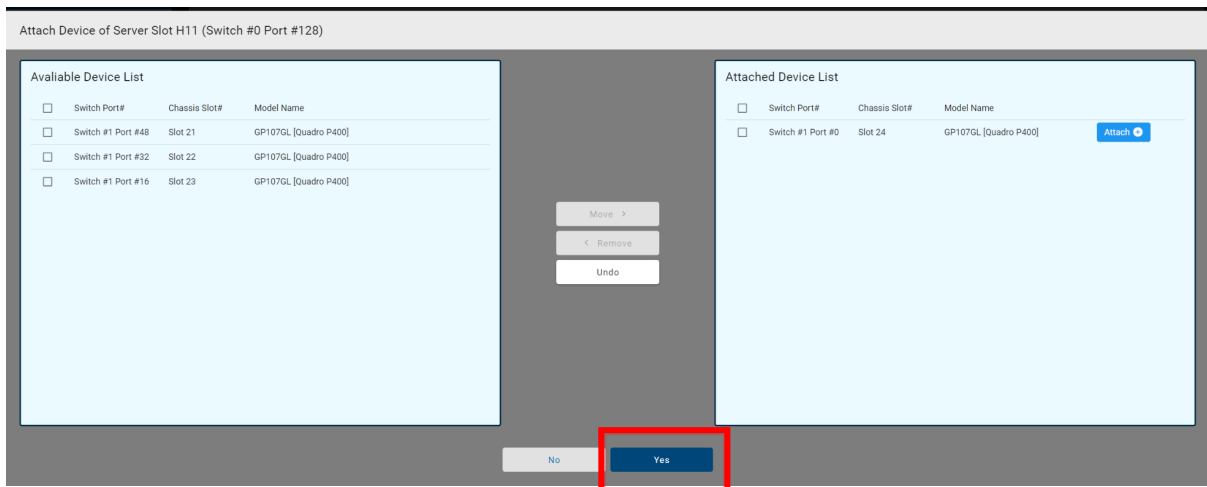 Attach Device of Server Slot H11 (Switch #0 Port #128)
Avaliable Device List
Switch Port# Chassis Slot# Model Name
Switch #1 Port #48 Slot 21 GP107GL [Quadro P400]
Switch #1 Port #32 Slot 22 GP107GL [Quadro P400]
Switch #1 Port #16 Slot 23 GP107GL [Quadro P400]
Move >
< Remove
Undo
Attached Device List
Switch Port# Chassis Slot# Model Name
Switch #1 Port #0 Slot 24 GP107GL [Quadro P400] Attach
No
Yes